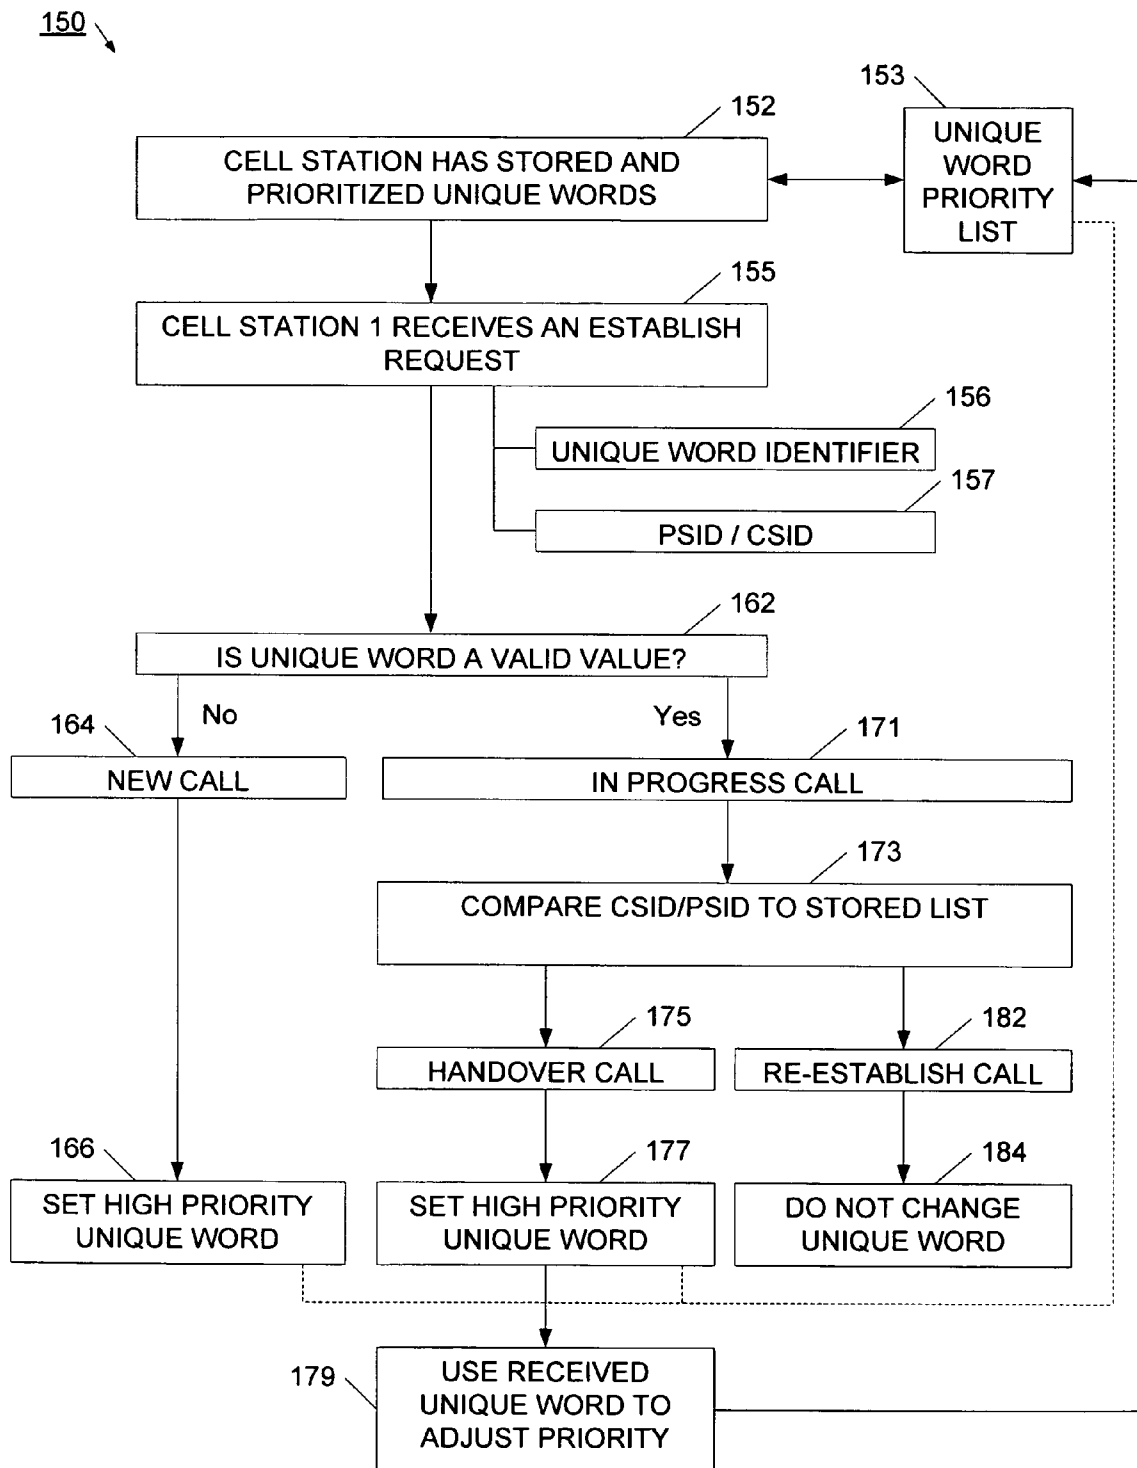 150
152
CELL STATION HAS STORED AND
PRIORITIZED UNIQUE WORDS
153
UNIQUE
WORD
PRIORITY
LIST
155
CELL STATION 1 RECEIVES AN ESTABLISH
REQUEST
156
UNIQUE WORD IDENTIFIER
157
PSID / CSID
162
IS UNIQUE WORD A VALID VALUE?
No
Yes
164
NEW CALL
171
IN PROGRESS CALL
173
COMPARE CSID/PSID TO STORED LIST
175
HANDOVER CALL
182
RE-ESTABLISH CALL
166
SET HIGH PRIORITY
UNIQUE WORD
177
SET HIGH PRIORITY
UNIQUE WORD
184
DO NOT CHANGE
UNIQUE WORD
179
USE RECEIVED
UNIQUE WORD TO
ADJUST PRIORITY